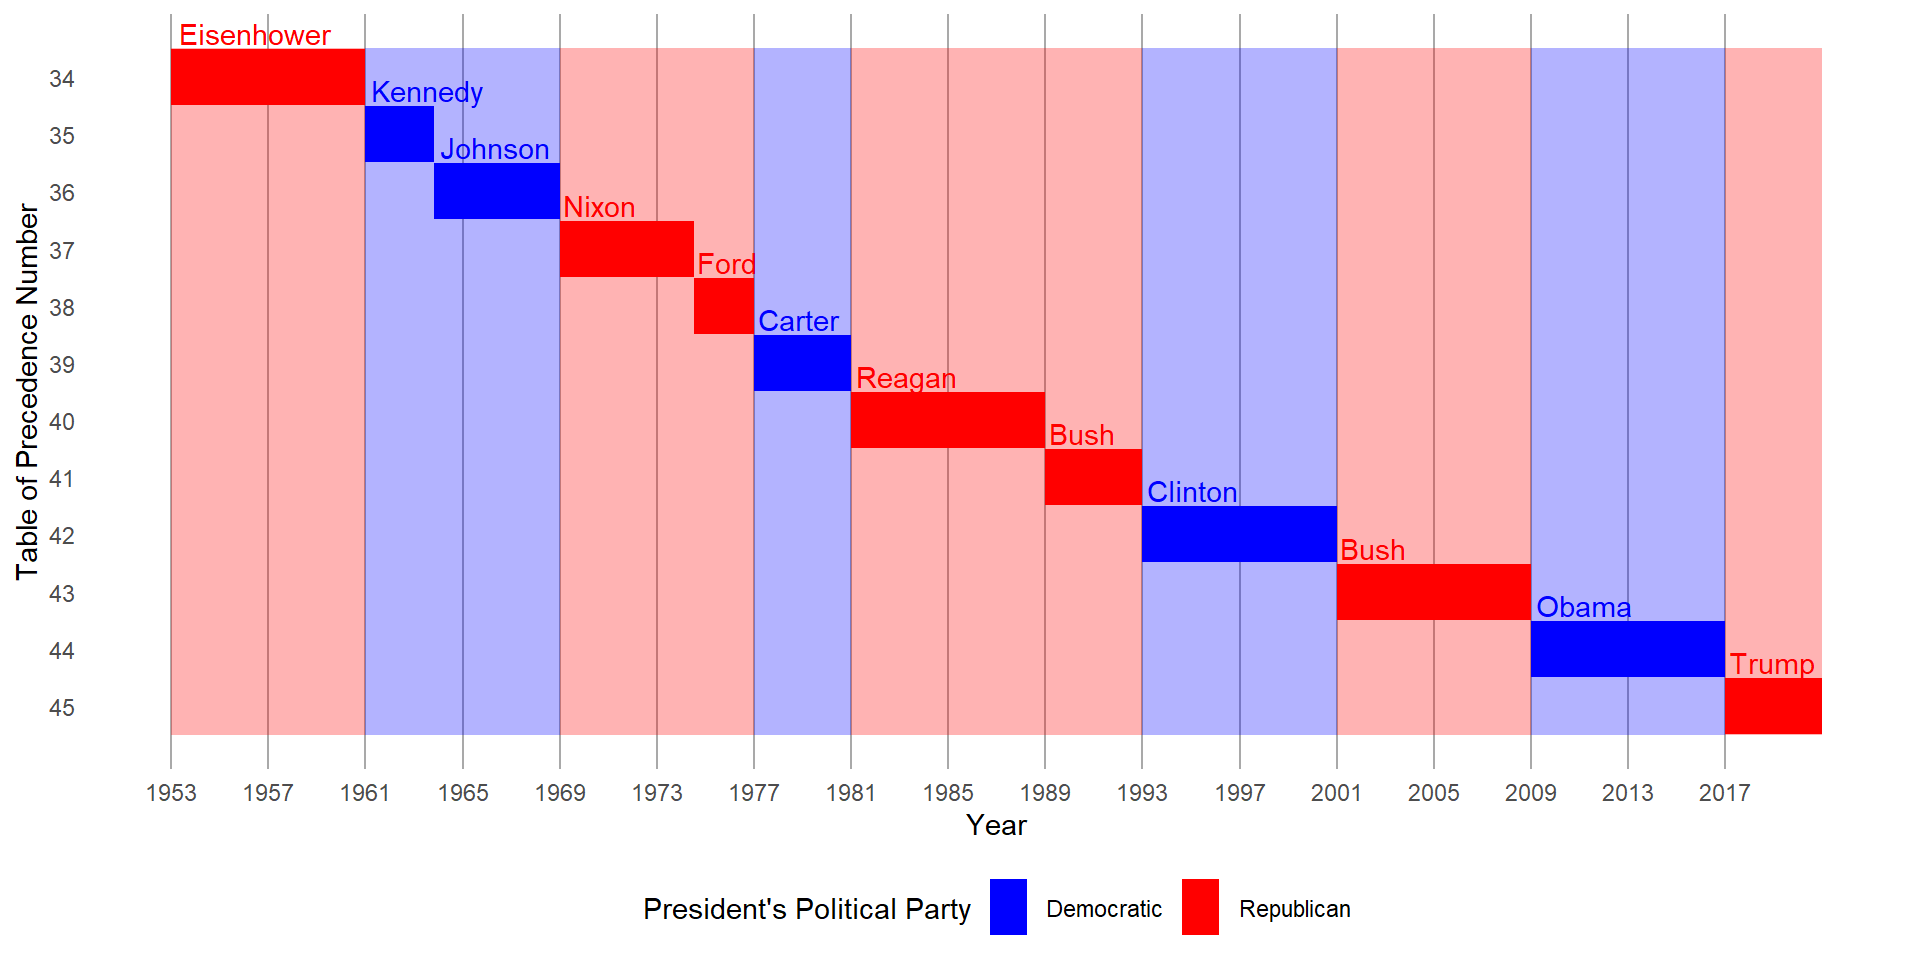 Eisenhower
34
Kennedy
35
Johnson
36
Nixon
37
Ford
38
Carter
39
Reagan
40
Bush
41
Clinton
42
Bush
43
Obama
44
Trump
45
Table of Precedence Number
1953 1957 1961 1965 1969 1973 1977 1981 1985 1989 1993 1997 2001 2005 2009 2013 2017
Year
President's Political Party Democratic Republican